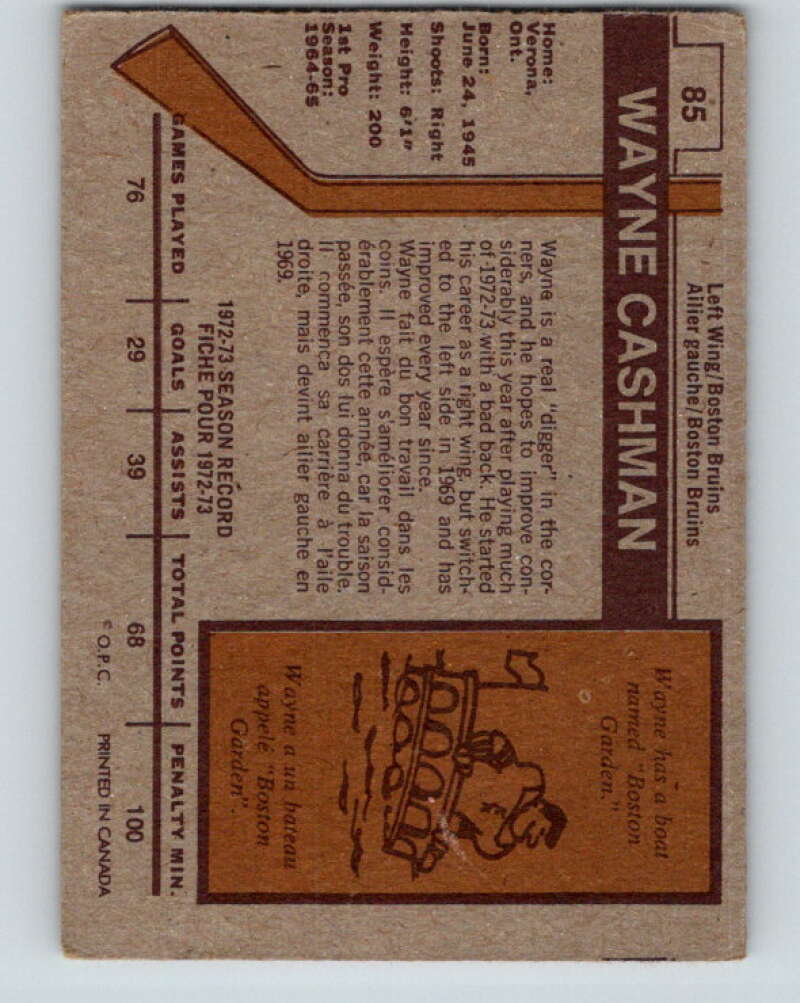 85
Left Wing/Boston Bruins
Ailier gauche/Boston Bruins
WAYNE CASHMAN
Home:
Verona,
Ont.
Born:
June 24, 1945
Shoots: Right
Height: 6'1"
Weight: 200
1st Pro
Season:
1964-65
Wayne is a real "digger" in the cor-
ners, and he hopes to improve con-
siderably this year after playing much
of 1972-73 with a bad back. He started
his career as a right wing, but switch-
ed to the left side in 1969 and has
improved every year since.
Wayne fait du bon travail dans les
coins. Il espère s'améliorer consid-
érablement cette année, car la saison
passée, son dos lui donna du trouble.
Il commença sa carrière à l'aile
droite, mais devint ailier gauche en
1969.
Wayne has a boat
named "Boston
Garden."
Wayne a un bateau
appelé "Boston
Garden".
1972-73 SEASON RECORD
FICHE POUR 1972-73
GAMES PLAYED GOALS ASSISTS TOTAL POINTS PENALTY MIN.
76 29 39 68 100
© O.P.C. PRINTED IN CANADA